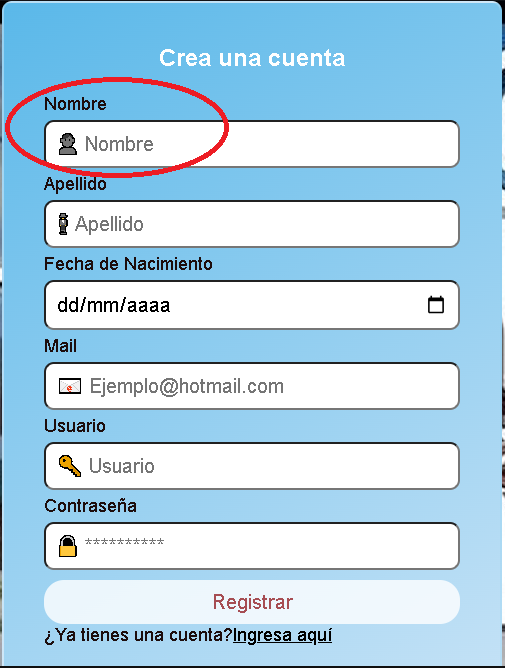 Crea una cuenta
Nombre
👤 Nombre
Apellido
Apellido
Fecha de Nacimiento
dd/mm/aaaa
Mail
📧 Ejemplo@hotmail.com
Usuario
🔑 Usuario
Contraseña
🔒 **********
Registrar
¿Ya tienes una cuenta?Ingresa aquí